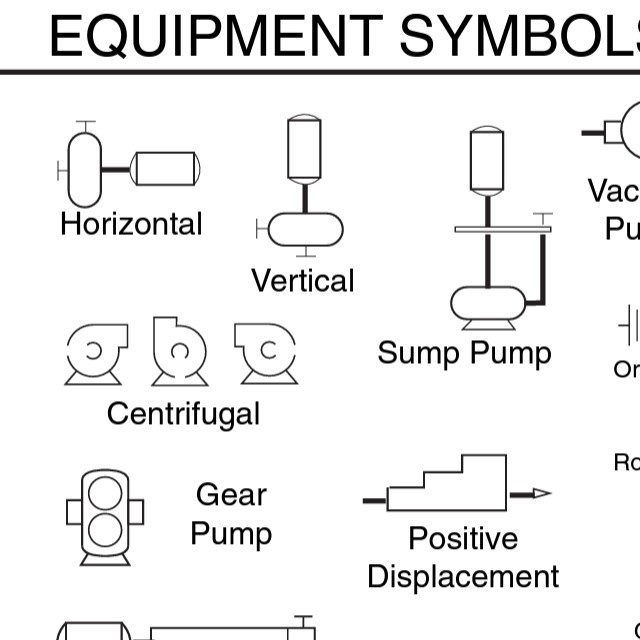 EQUIPMENT SYMBOLS
Horizontal
Vertical
Sump Pump
Centrifugal
Gear
Pump
Positive
Displacement